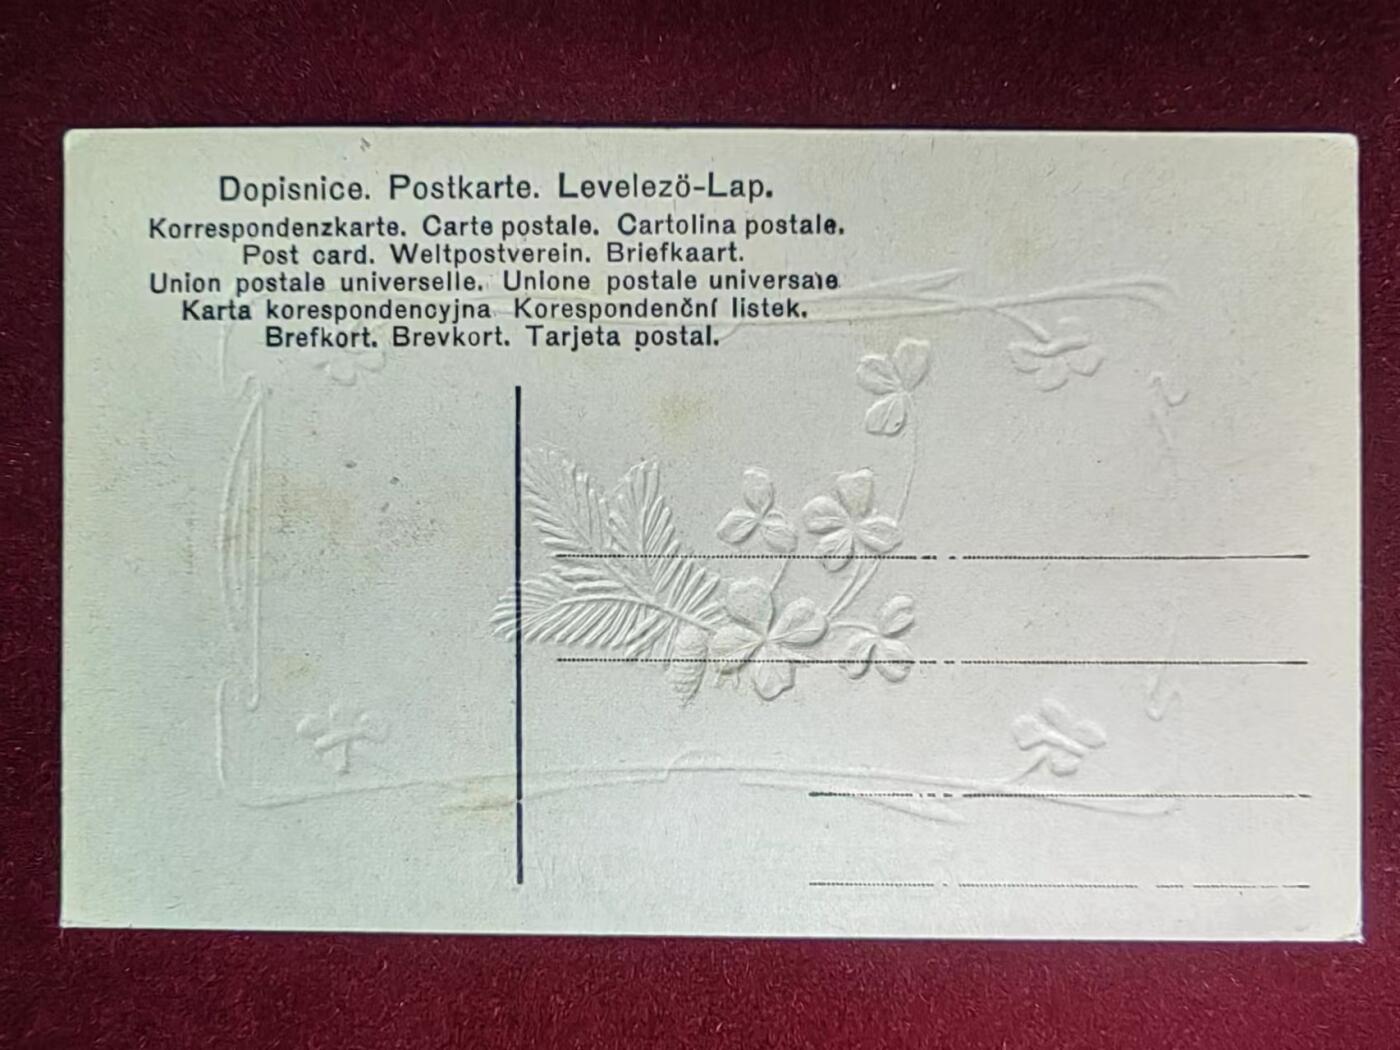 Dopisnice. Postkarte. Levelezö-Lap.
Korrespondenzkarte. Carte postale. Cartolina postale.
Post card. Weltpostverein. Briefkaart.
Union postale universelle. Unione postale universale
Karta korespondencyjna Korespondenční listek.
Brefkort. Brevkort. Tarjeta postal.